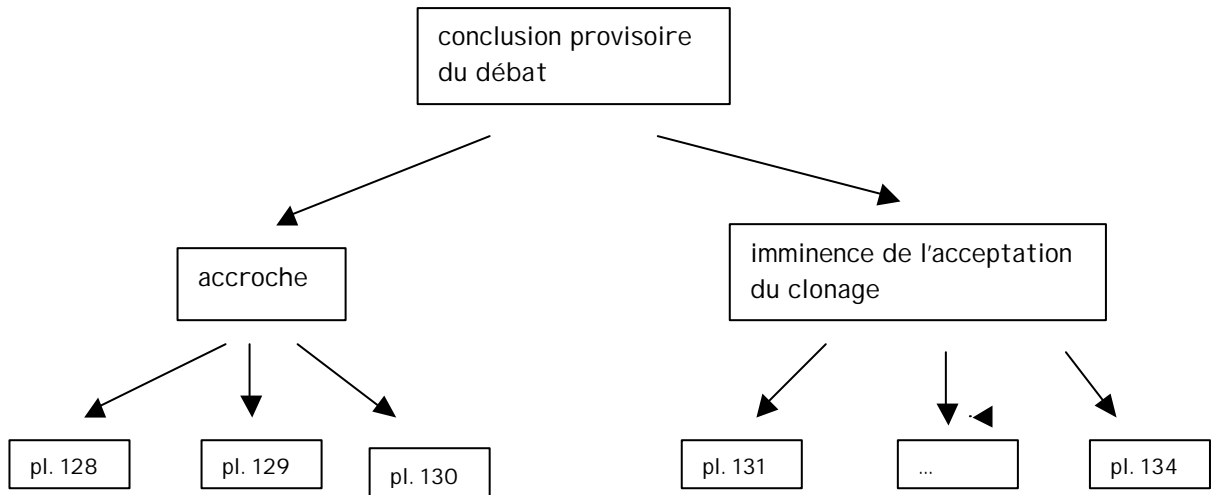 conclusion provisoire
du débat
accroche
imminence de l'acceptation
du clonage
pl. 128
pl. 129
pl. 130
pl. 131
...
pl. 134